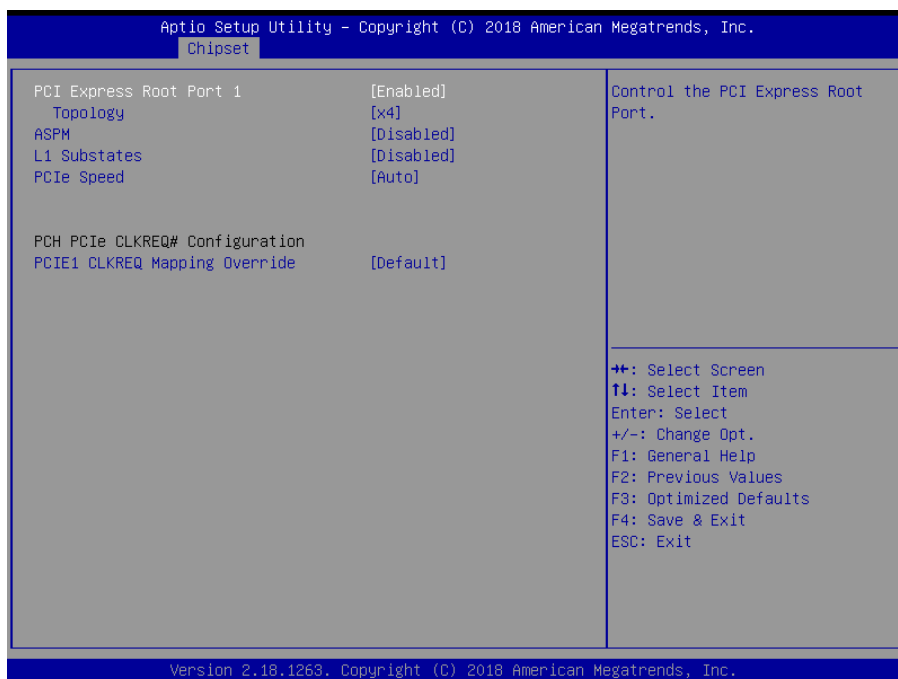 Aptio Setup Utility – Copyright (C) 2018 American Megatrends, Inc.
Chipset
PCI Express Root Port 1 [Enabled]
Topology [x4]
ASPM [Disabled]
L1 Substates [Disabled]
PCIe Speed [Auto]
PCH PCIe CLKREQ# Configuration
PCIE1 CLKREQ Mapping Override [Default]
Control the PCI Express Root
Port.
→←: Select Screen
↑↓: Select Item
Enter: Select
+/-: Change Opt.
F1: General Help
F2: Previous Values
F3: Optimized Defaults
F4: Save & Exit
ESC: Exit
Version 2.18.1263. Copyright (C) 2018 American Megatrends, Inc.